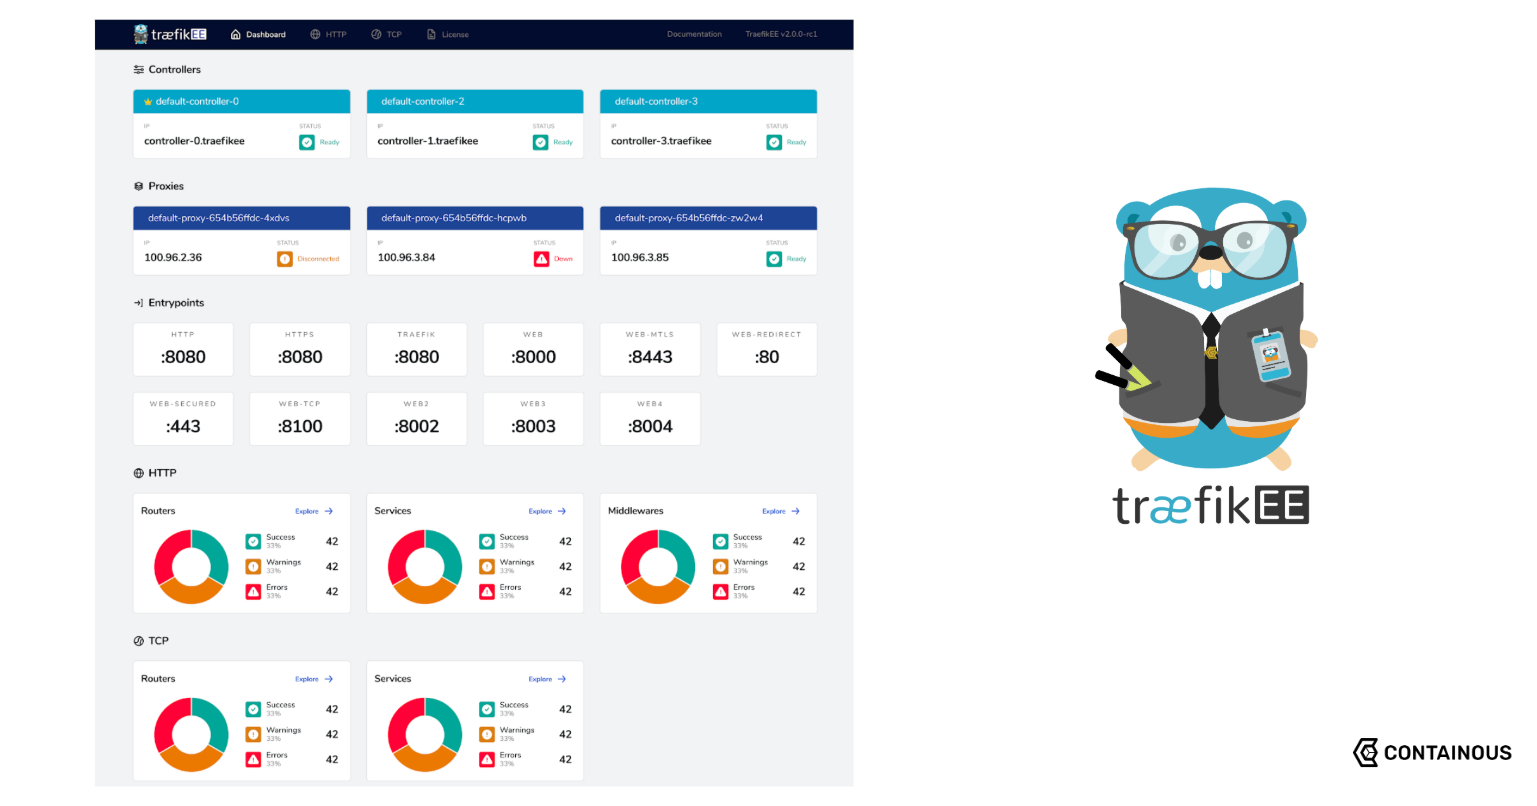 træfikEE Dashboard HTTP TCP License Documentation TraefikEE v2.0.0-rc1
Controllers
default-controller-0
IP STATUS
controller-0.traefikee Ready
default-controller-2
IP STATUS
controller-1.traefikee Ready
default-controller-3
IP STATUS
controller-3.traefikee Ready
Proxies
default-proxy-654b56ffdc-4xdvs
IP STATUS
100.96.2.36 Disconnected
default-proxy-654b56ffdc-hcpwb
IP STATUS
100.96.3.84 Down
default-proxy-654b56ffdc-zw2w4
IP STATUS
100.96.3.85 Ready
Entrypoints
HTTP
:8080
HTTPS
:8080
TRAEFIK
:8080
WEB
:8000
WEB-MTLS
:8443
WEB-REDIRECT
:80
WEB-SECURED
:443
WEB-TCP
:8100
WEB2
:8002
WEB3
:8003
WEB4
:8004
HTTP
Routers Explore
Success 42
33%
Warnings 42
33%
Errors 42
33%
Services Explore
Success 42
33%
Warnings 42
33%
Errors 42
33%
Middlewares Explore
Success 42
33%
Warnings 42
33%
Errors 42
33%
TCP
Routers Explore
Success 42
33%
Warnings 42
33%
Errors 42
33%
Services Explore
Success 42
33%
Warnings 42
33%
Errors 42
33%
træfikEE
CONTAINOUS